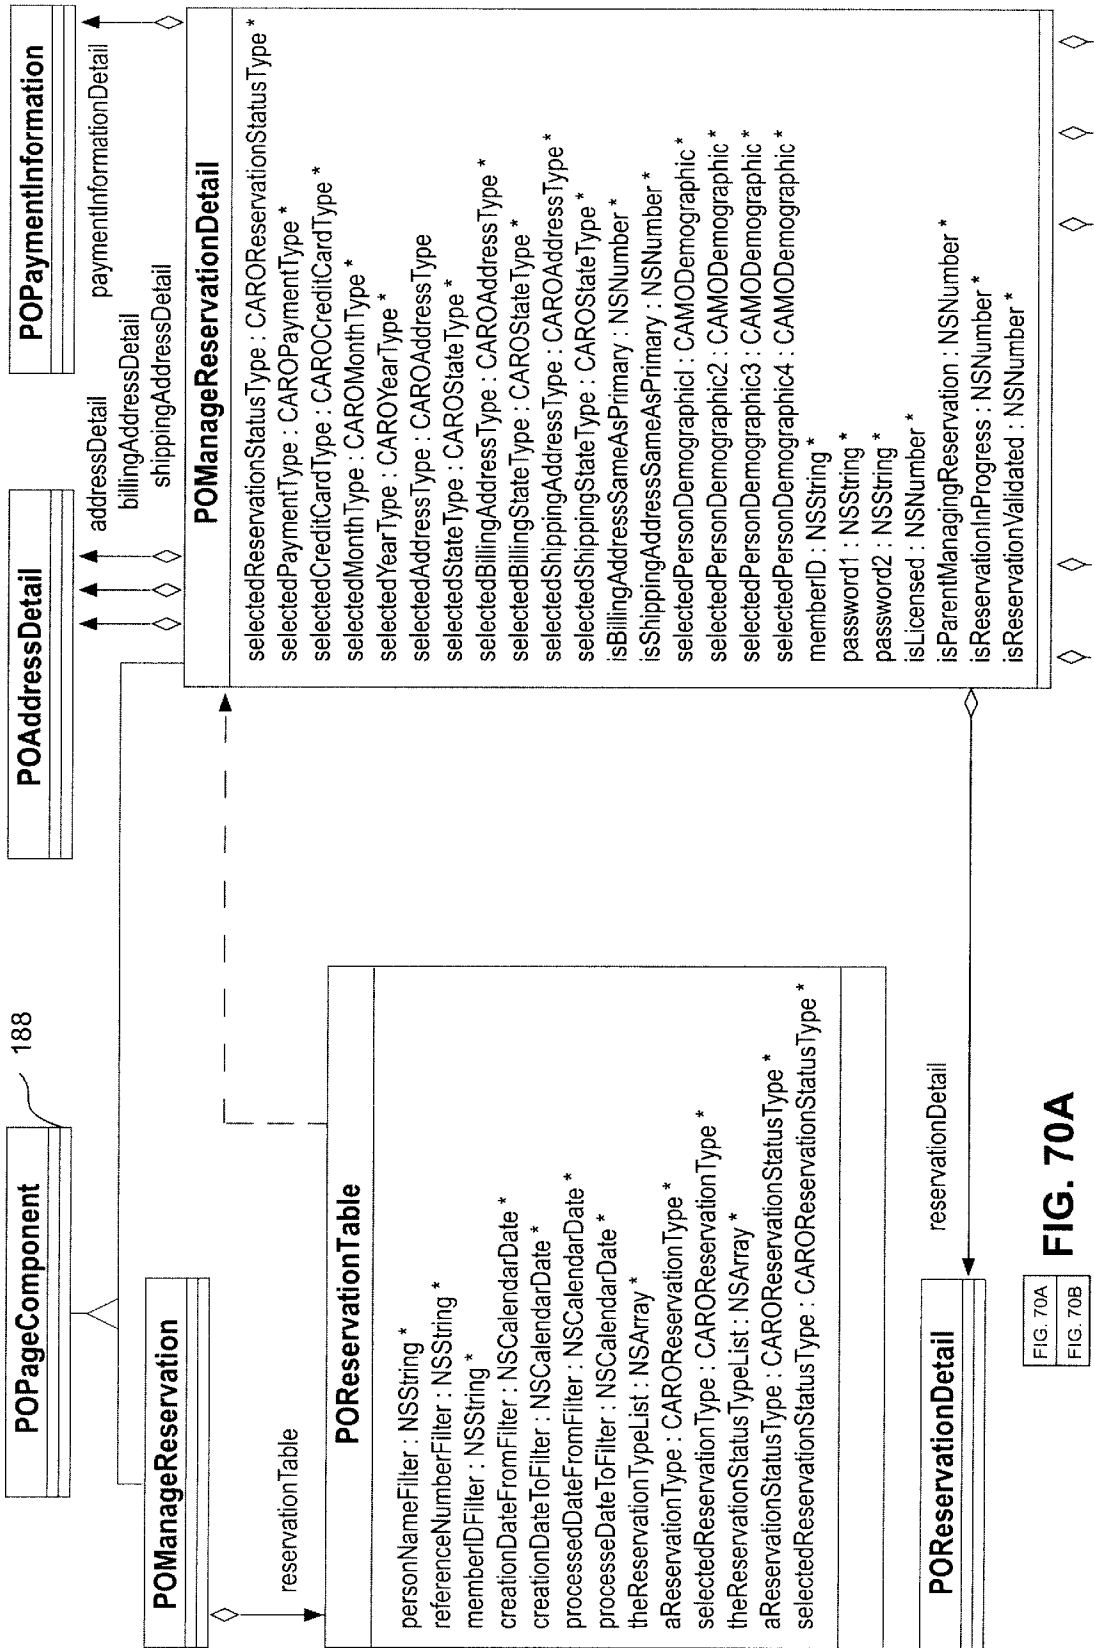 POPageComponent
188
POManageReservation
reservationTable
POReservationTable
personNameFilter : NSString *
referenceNumberFilter : NSString *
memberIDFilter : NSString *
creationDateFromFilter : NSCalendarDate *
creationDateToFilter : NSCalendarDate *
processedDateFromFilter : NSCalendarDate *
processeDateToFilter : NSCalendarDate *
theReservationTypeList : NSArray *
aReservationType : CAROReservationType *
selectedReservationType : CAROReservationType *
theReservationStatusTypeList : NSArray *
aReservationStatusType : CAROReservationStatusType *
selectedReservationStatusType : CAROReservationStatusType *
POReservationDetail
reservationDetail
POAddressDetail
addressDetail
billingAddressDetail
shippingAddressDetail
POPaymentInformation
paymentInformationDetail
POManageReservationDetail
selectedReservationStatusType : CAROReservationStatusType *
selectedPaymentType : CAROPaymentType *
selectedCreditCardType : CAROCreditCardType *
selectedMonthType : CAROMonthType *
selectedYearType : CAROYearType *
selectedAddressType : CAROAddressType
selectedStateType : CAROStateType *
selectedBillingAddressType : CAROAddressType *
selectedBillingStateType : CAROStateType *
selectedShippingAddressType : CAROAddressType *
selectedShippingStateType : CAROStateType *
isBillingAddressSameAsPrimary : NSNumber *
isShippingAddressSameAsPrimary : NSNumber *
selectedPersonDemographicl : CAMODemographic *
selectedPersonDemographic2 : CAMODemographic *
selectedPersonDemographic3 : CAMODemographic *
selectedPersonDemographic4 : CAMODemographic *
memberID : NSString *
password1 : NSString *
password2 : NSString *
isLicensed : NSNumber *
isParentManagingReservation : NSNumber *
isReservationInProgress : NSNumber *
isReservationValidated : NSNumber *
FIG. 70A
FIG. 70B
FIG. 70A